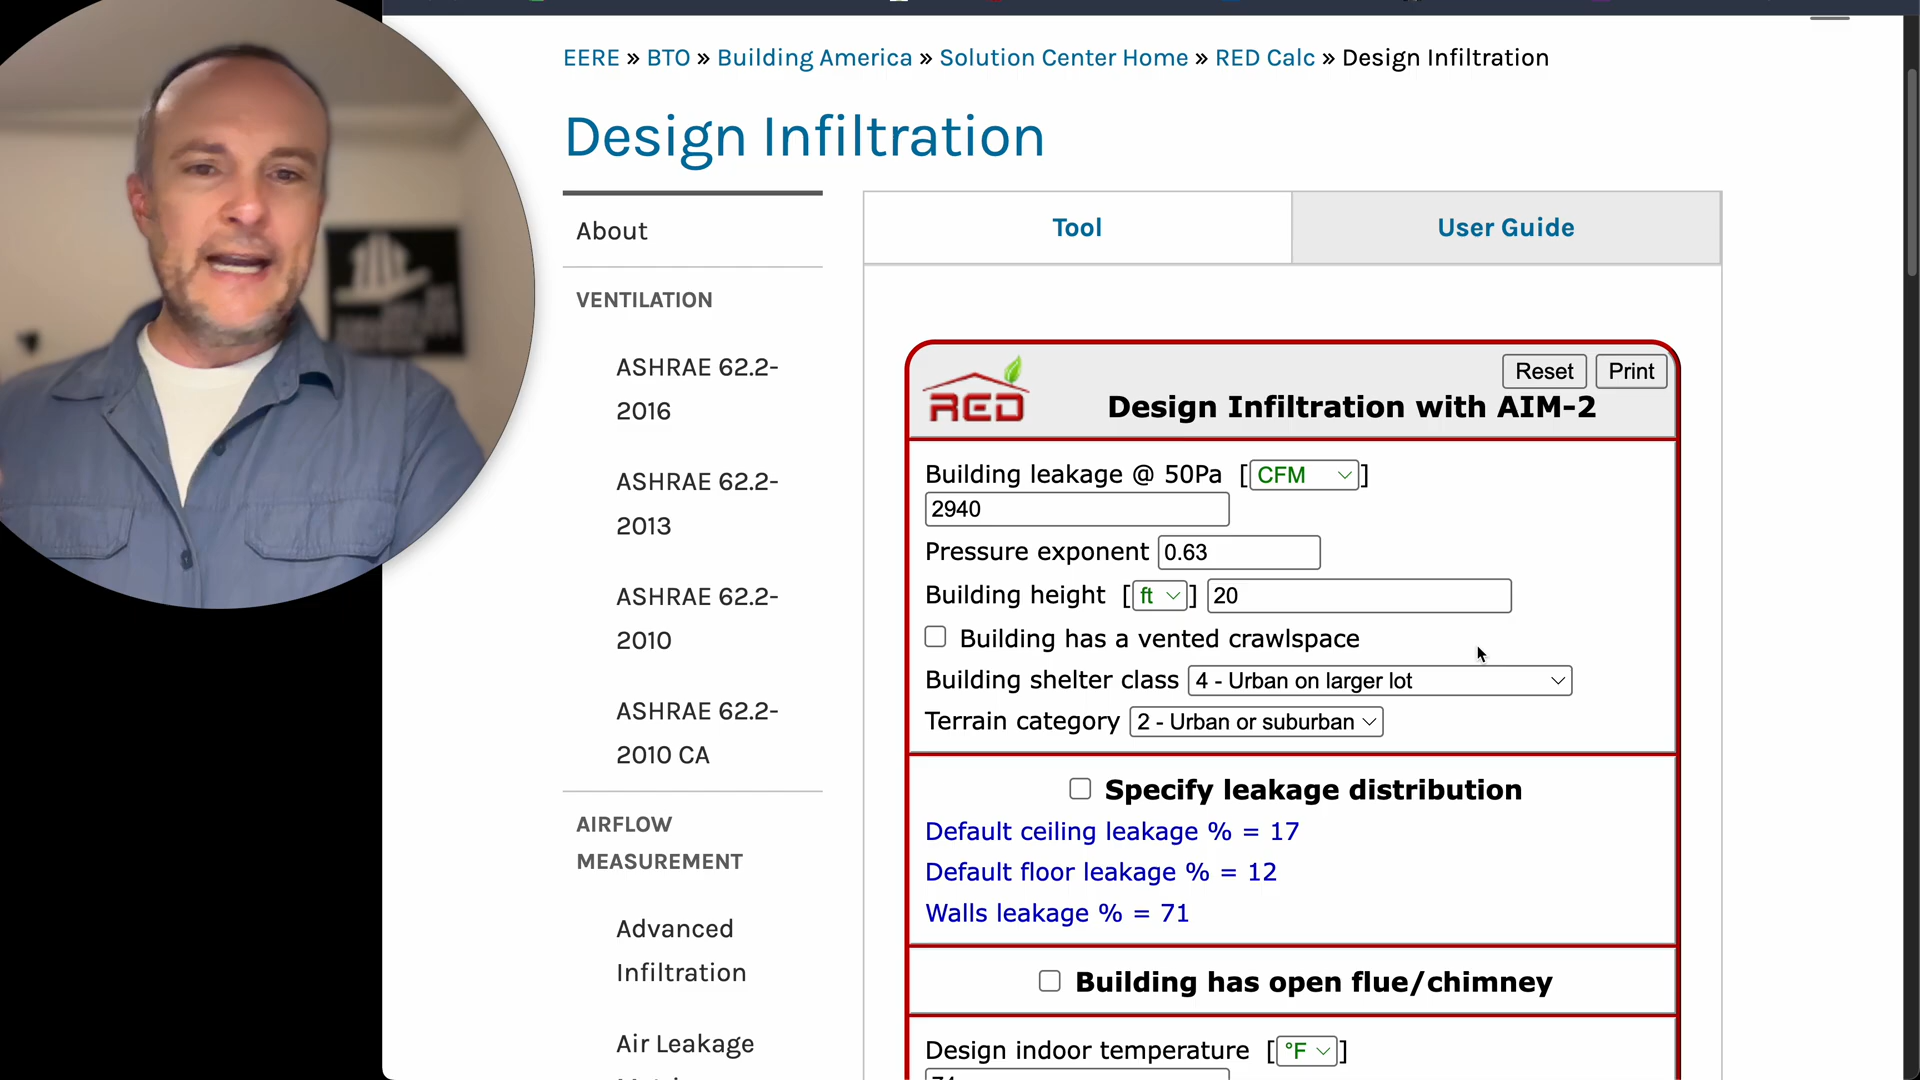 EERE » BTO » Building America » Solution Center Home » RED Calc » Design Infiltration
Design Infiltration
About
VENTILATION
ASHRAE 62.2-
2016
ASHRAE 62.2-
2013
ASHRAE 62.2-
2010
ASHRAE 62.2-
2010 CA
AIRFLOW
MEASUREMENT
Advanced
Infiltration
Air Leakage
Tool
User Guide
Reset
Print
RED
Design Infiltration with AIM-2
Building leakage @ 50Pa [CFM]
2940
Pressure exponent 0.63
Building height [ft] 20
Building has a vented crawlspace
Building shelter class 4 - Urban on larger lot
Terrain category 2 - Urban or suburban
Specify leakage distribution
Default ceiling leakage % = 17
Default floor leakage % = 12
Walls leakage % = 71
Building has open flue/chimney
Design indoor temperature [°F]